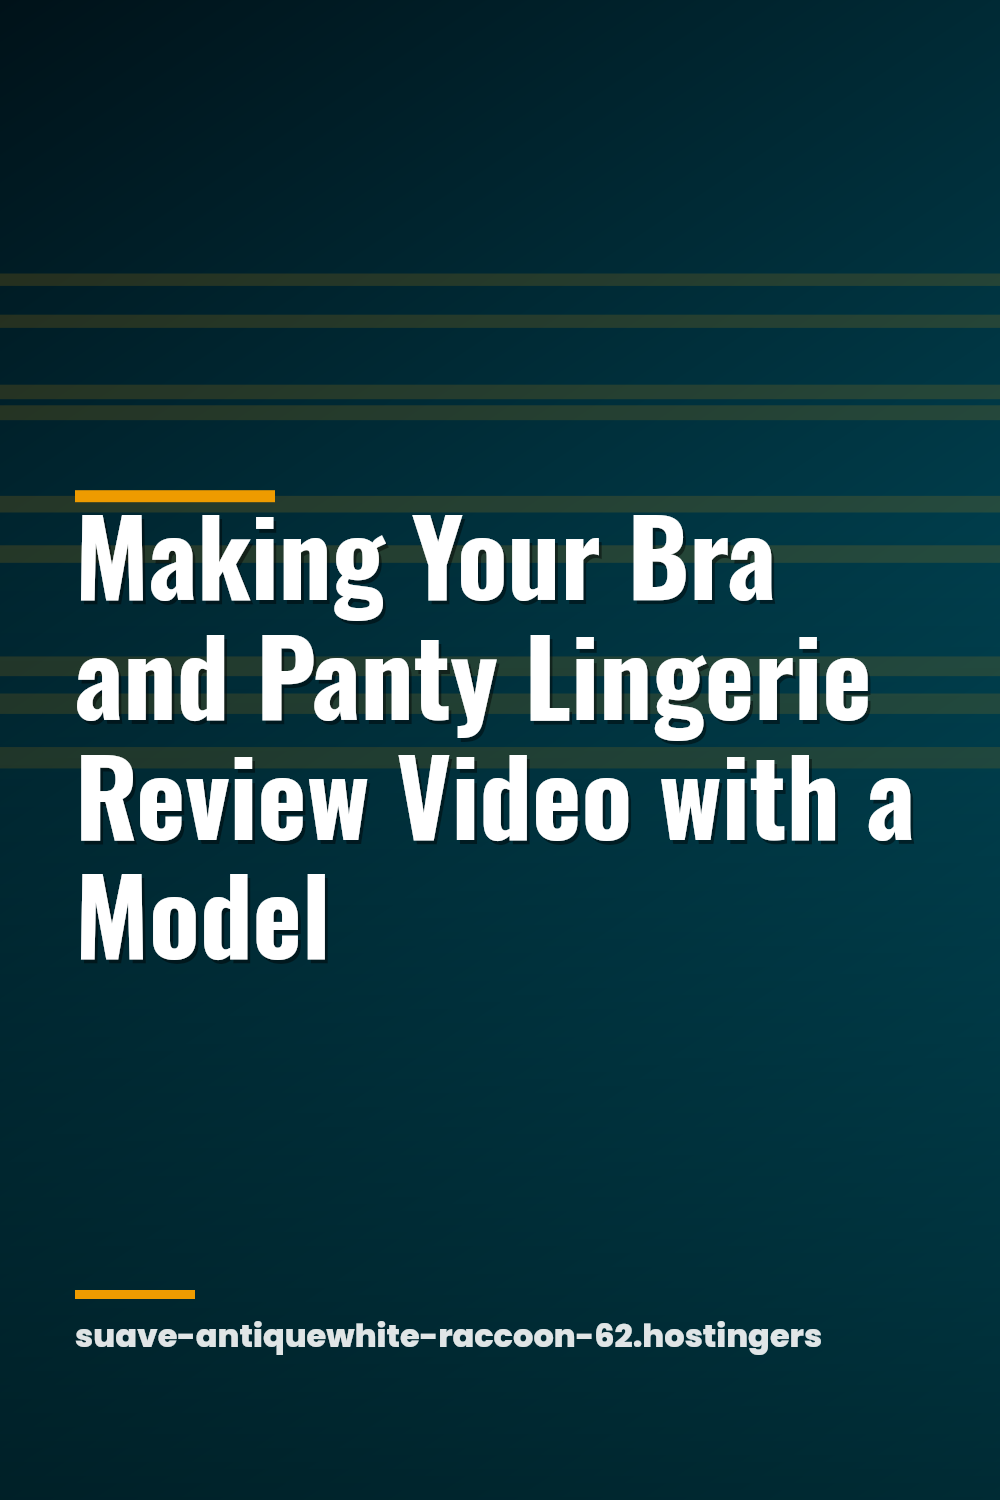 Making Your Bra
and Panty Lingerie
Review Video with a
Model
suave-antiquewhite-raccoon-62.hostingers